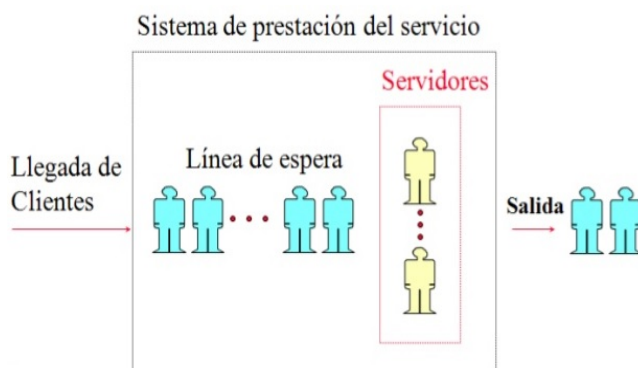 Sistema de prestación del servicio
Servidores
Línea de espera
Llegada de
Clientes
Salida